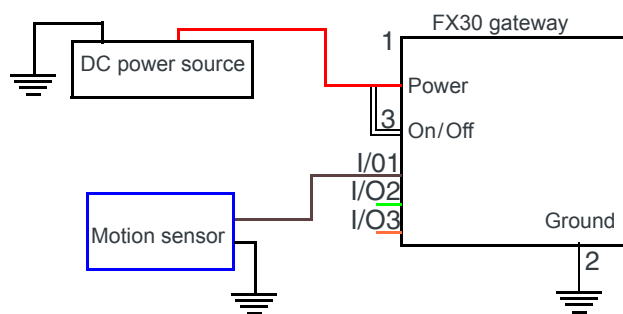 FX30 gateway
1
DC power source
Power
3
On/Off
I/01
I/O2
I/O3
Motion sensor
Ground
2